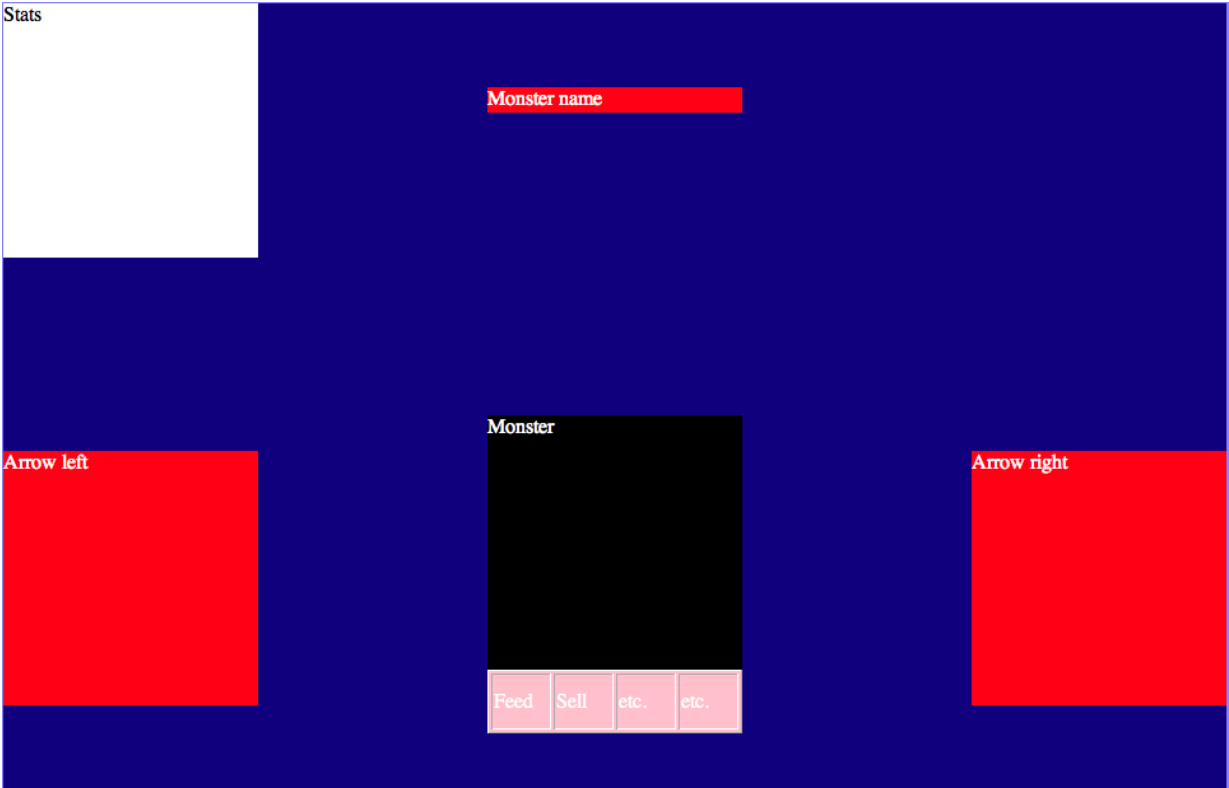 Stats
Monster name
Monster
Arrow left
Arrow right
Feed Sell etc. etc.